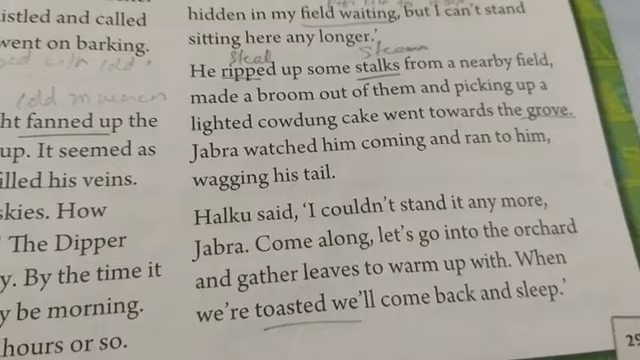 istled and called
went on barking.
cold
ht fanned up the
up. It seemed as
illed his veins.
skies. How
The Dipper
y. By the time it
y be morning.
hours or so.
hidden in my field waiting, but I can't stand
sitting here any longer.'
Steal
He ripped up some stalks from a nearby field,
made a broom out of them and picking up a
lighted cowdung cake went towards the grove.
Jabra watched him coming and ran to him,
wagging his tail.
Halku said, 'I couldn't stand it any more,
Jabra. Come along, let's go into the orchard
and gather leaves to warm up with. When
we're toasted we'll come back and sleep.'
29